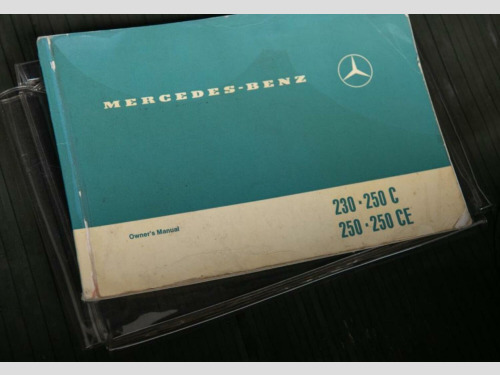 MERCEDES-BENZ
230 · 250 C
250 · 250 CE
Owner's Manual